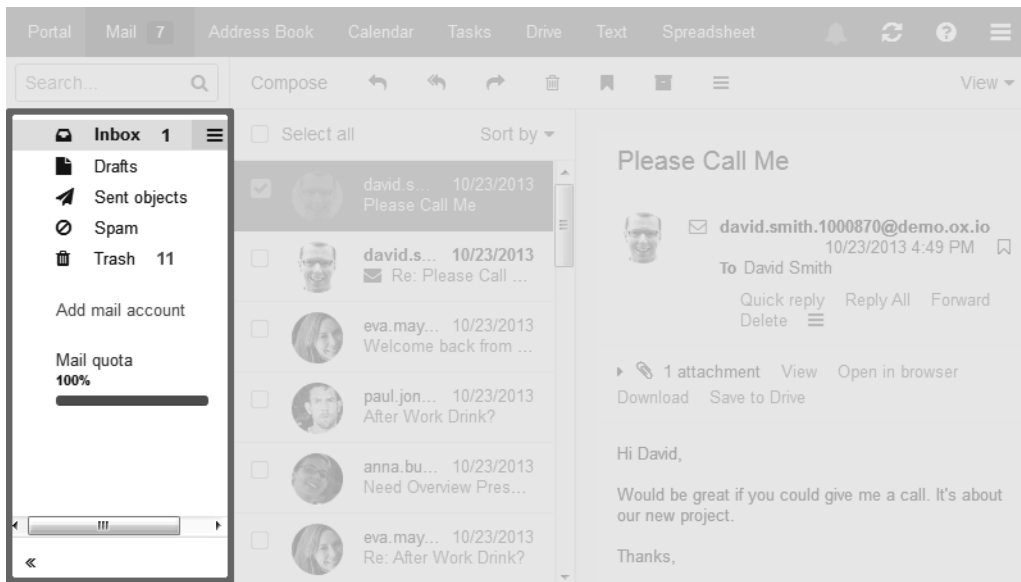 Portal Mail 7 Address Book Calendar Tasks Drive Text Spreadsheet
Search... Compose View
Inbox 1
Drafts
Sent objects
Spam
Trash 11
Add mail account
Mail quota
100%
Select all Sort by
david.s... 10/23/2013
Please Call Me
david.s... 10/23/2013
Re: Please Call ...
eva.may... 10/23/2013
Welcome back from ...
paul.jon... 10/23/2013
After Work Drink?
anna.bu... 10/23/2013
Need Overview Pres...
eva.may... 10/23/2013
Re: After Work Drink?
Please Call Me
david.smith.1000870@demo.ox.io
10/23/2013 4:49 PM
To David Smith
Quick reply Reply All Forward
Delete
1 attachment View Open in browser
Download Save to Drive
Hi David,
Would be great if you could give me a call. It's about
our new project.
Thanks,